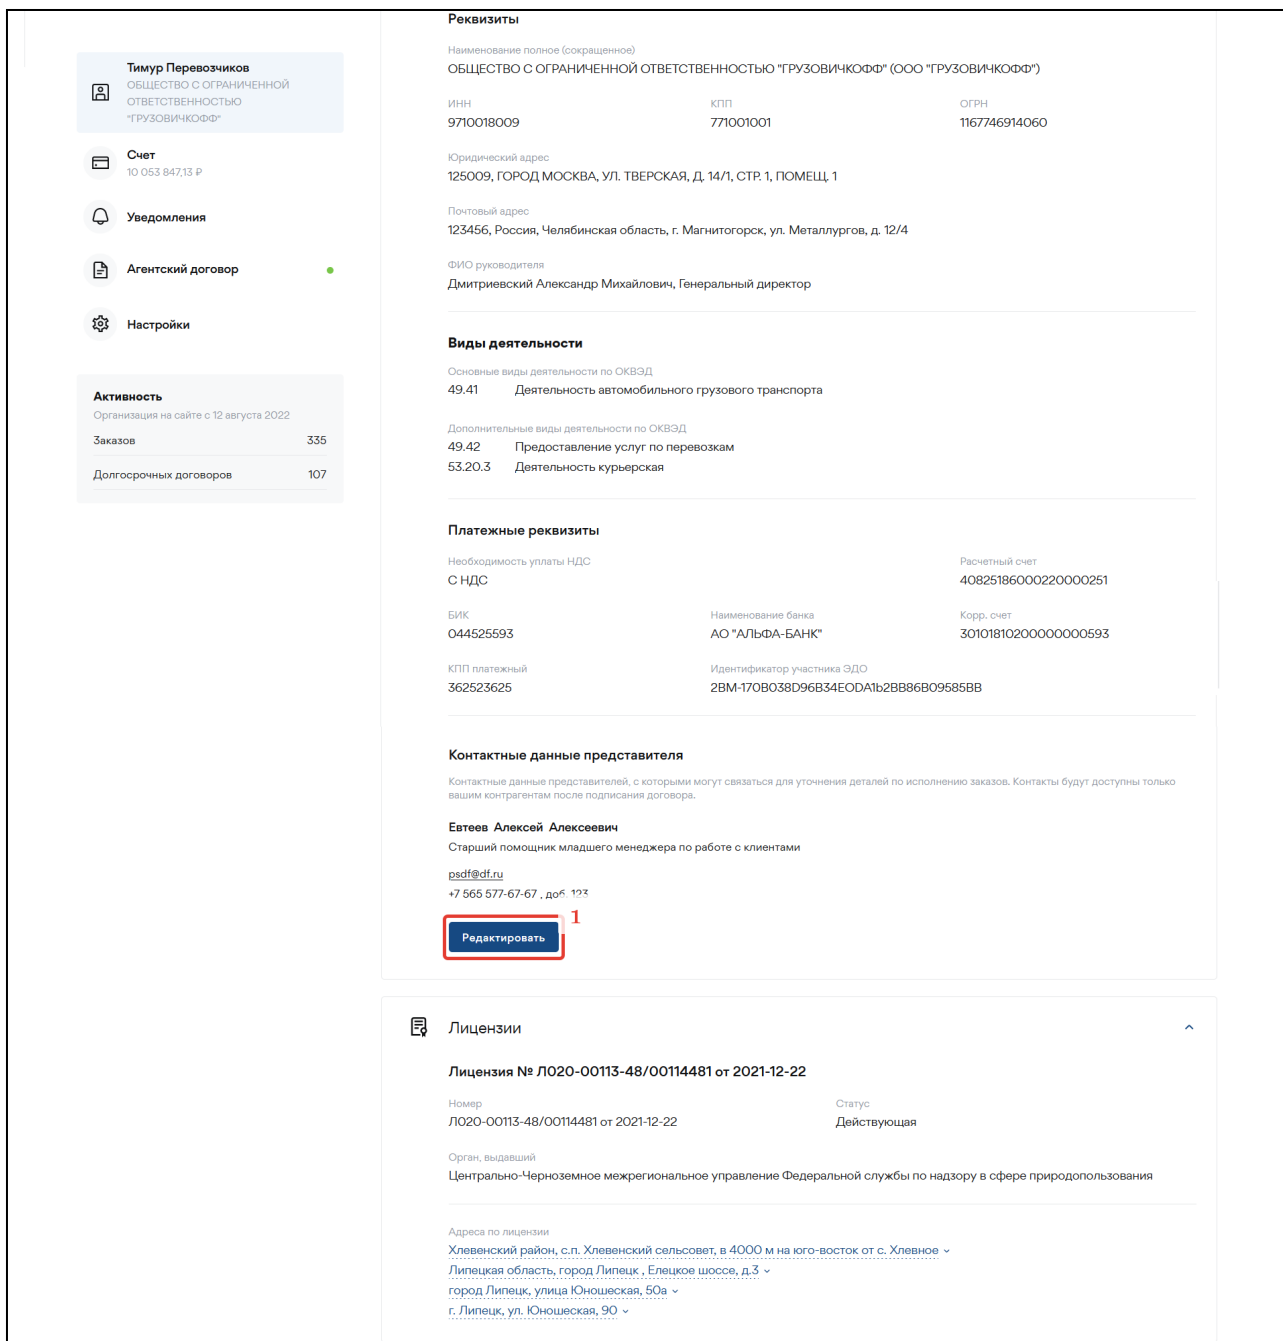 Тимур Перевозчиков
ОБЩЕСТВО С ОГРАНИЧЕННОЙ
ОТВЕТСТВЕННОСТЬЮ
"ГРУЗОВИЧКОФФ"
Счет
10 053 847,13 ₽
Уведомления
Агентский договор
Настройки
Активность
Организация на сайте с 12 августа 2022
Заказов 335
Долгосрочных договоров 107
Реквизиты
Наименование полное (сокращенное)
ОБЩЕСТВО С ОГРАНИЧЕННОЙ ОТВЕТСТВЕННОСТЬЮ "ГРУЗОВИЧКОФФ" (ООО "ГРУЗОВИЧКОФФ")
ИНН КПП ОГРН
9710018009 771001001 1167746914060
Юридический адрес
125009, ГОРОД МОСКВА, УЛ. ТВЕРСКАЯ, Д. 14/1, СТР. 1, ПОМЕЩ. 1
Почтовый адрес
123456, Россия, Челябинская область, г. Магнитогорск, ул. Металлургов, д. 12/4
ФИО руководителя
Дмитриевский Александр Михайлович, Генеральный директор
Виды деятельности
Основные виды деятельности по ОКВЭД
49.41 Деятельность автомобильного грузового транспорта
Дополнительные виды деятельности по ОКВЭД
49.42 Предоставление услуг по перевозкам
53.20.3 Деятельность курьерская
Платежные реквизиты
Необходимость уплаты НДС Расчетный счет
С НДС 40825186000220000251
БИК Наименование банка Корр. счет
044525593 АО "АЛЬФА-БАНК" 30101810200000000593
КПП платежный Идентификатор участника ЭДО
362523625 2BM-170B038D96B34EODA1b2BB86B09585BB
Контактные данные представителя
Контактные данные представителей, с которыми могут связаться для уточнения деталей по исполнению заказов. Контакты будут доступны только
вашим контрагентам после подписания договора.
Евтеев Алексей Алексеевич
Старший помощник младшего менеджера по работе с клиентами
psdf@df.ru
+7 565 577-67-67 , доб. 123
1
Редактировать
Лицензии
Лицензия № Л020-00113-48/00114481 от 2021-12-22
Номер Статус
Л020-00113-48/00114481 от 2021-12-22 Действующая
Орган, выдавший
Центрально-Черноземное межрегиональное управление Федеральной службы по надзору в сфере природопользования
Адреса по лицензии
Хлевенский район, с.п. Хлевенский сельсовет, в 4000 м на юго-восток от с. Хлевное
Липецкая область, город Липецк , Елецкое шоссе, д.3
город Липецк, улица Юношеская, 50а
г. Липецк, ул. Юношеская, 90